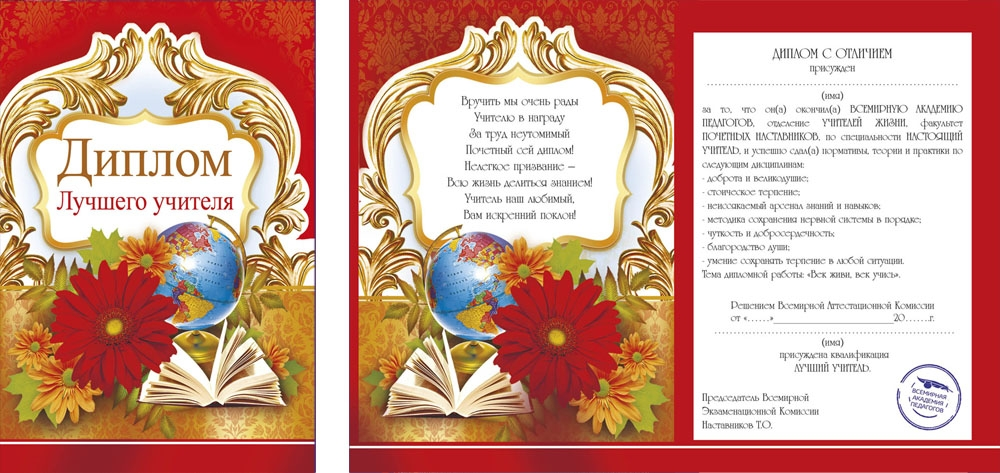 Диплом
Лучшего учителя
Вручить мы очень рады
Учителю в награду
За труд неутомимый
Почетный сей диплом!
Нелегкое призвание –
Всю жизнь делиться знанием!
Учитель наш любимый,
Вам искренний поклон!
ДИПЛОМ С ОТЛИЧИЕМ
присужден
(имя)
за то, что он(а) окончил(а) ВСЕМИРНУЮ АКАДЕМИЮ
ПЕДАГОГОВ, отделение УЧИТЕЛЕЙ ЖИЗНИ, факультет
ПОЧЕТНЫХ НАСТАВНИКОВ, по специальности НАСТОЯЩИЙ
УЧИТЕЛЬ, и успешно сдал(а) нормативы, теории и практики по
следующим дисциплинам:
- доброта и великодушие;
- стоическое терпение;
- неиссякаемый арсенал знаний и навыков;
- методика сохранения нервной системы в порядке;
- чуткость и добросердечность;
- благородство души;
- умение сохранять терпение в любой ситуации.
Тема дипломной работы: «Век живи, век учись».
Решением Всемирной Аттестационной Комиссии
от «......»____________________________20.......г.
(имя)
присуждена квалификация
ЛУЧШИЙ УЧИТЕЛЬ.
Председатель Всемирной
Экзаменационной Комиссии
Наставников Т.О.
ВСЕМИРНАЯ
АКАДЕМИЯ
ПЕДАГОГОВ